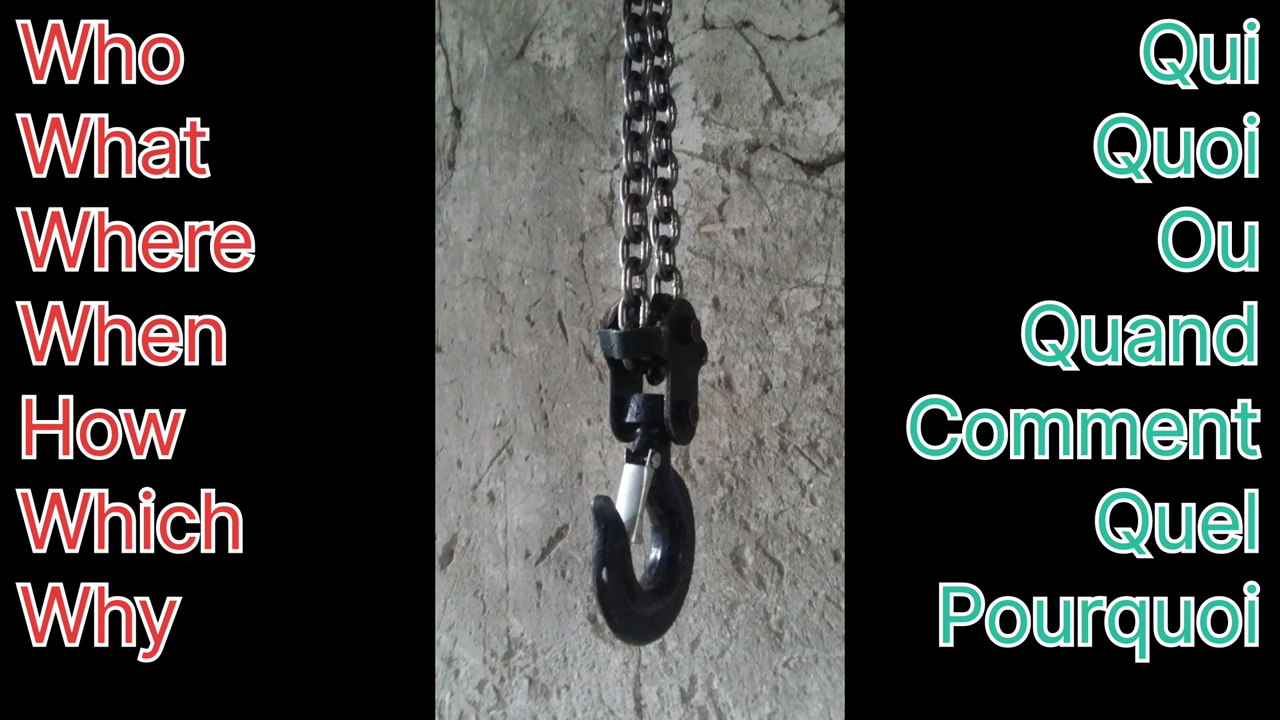 Who
What
Where
When
How
Which
Why
Qui
Quoi
Ou
Quand
Comment
Quel
Pourquoi